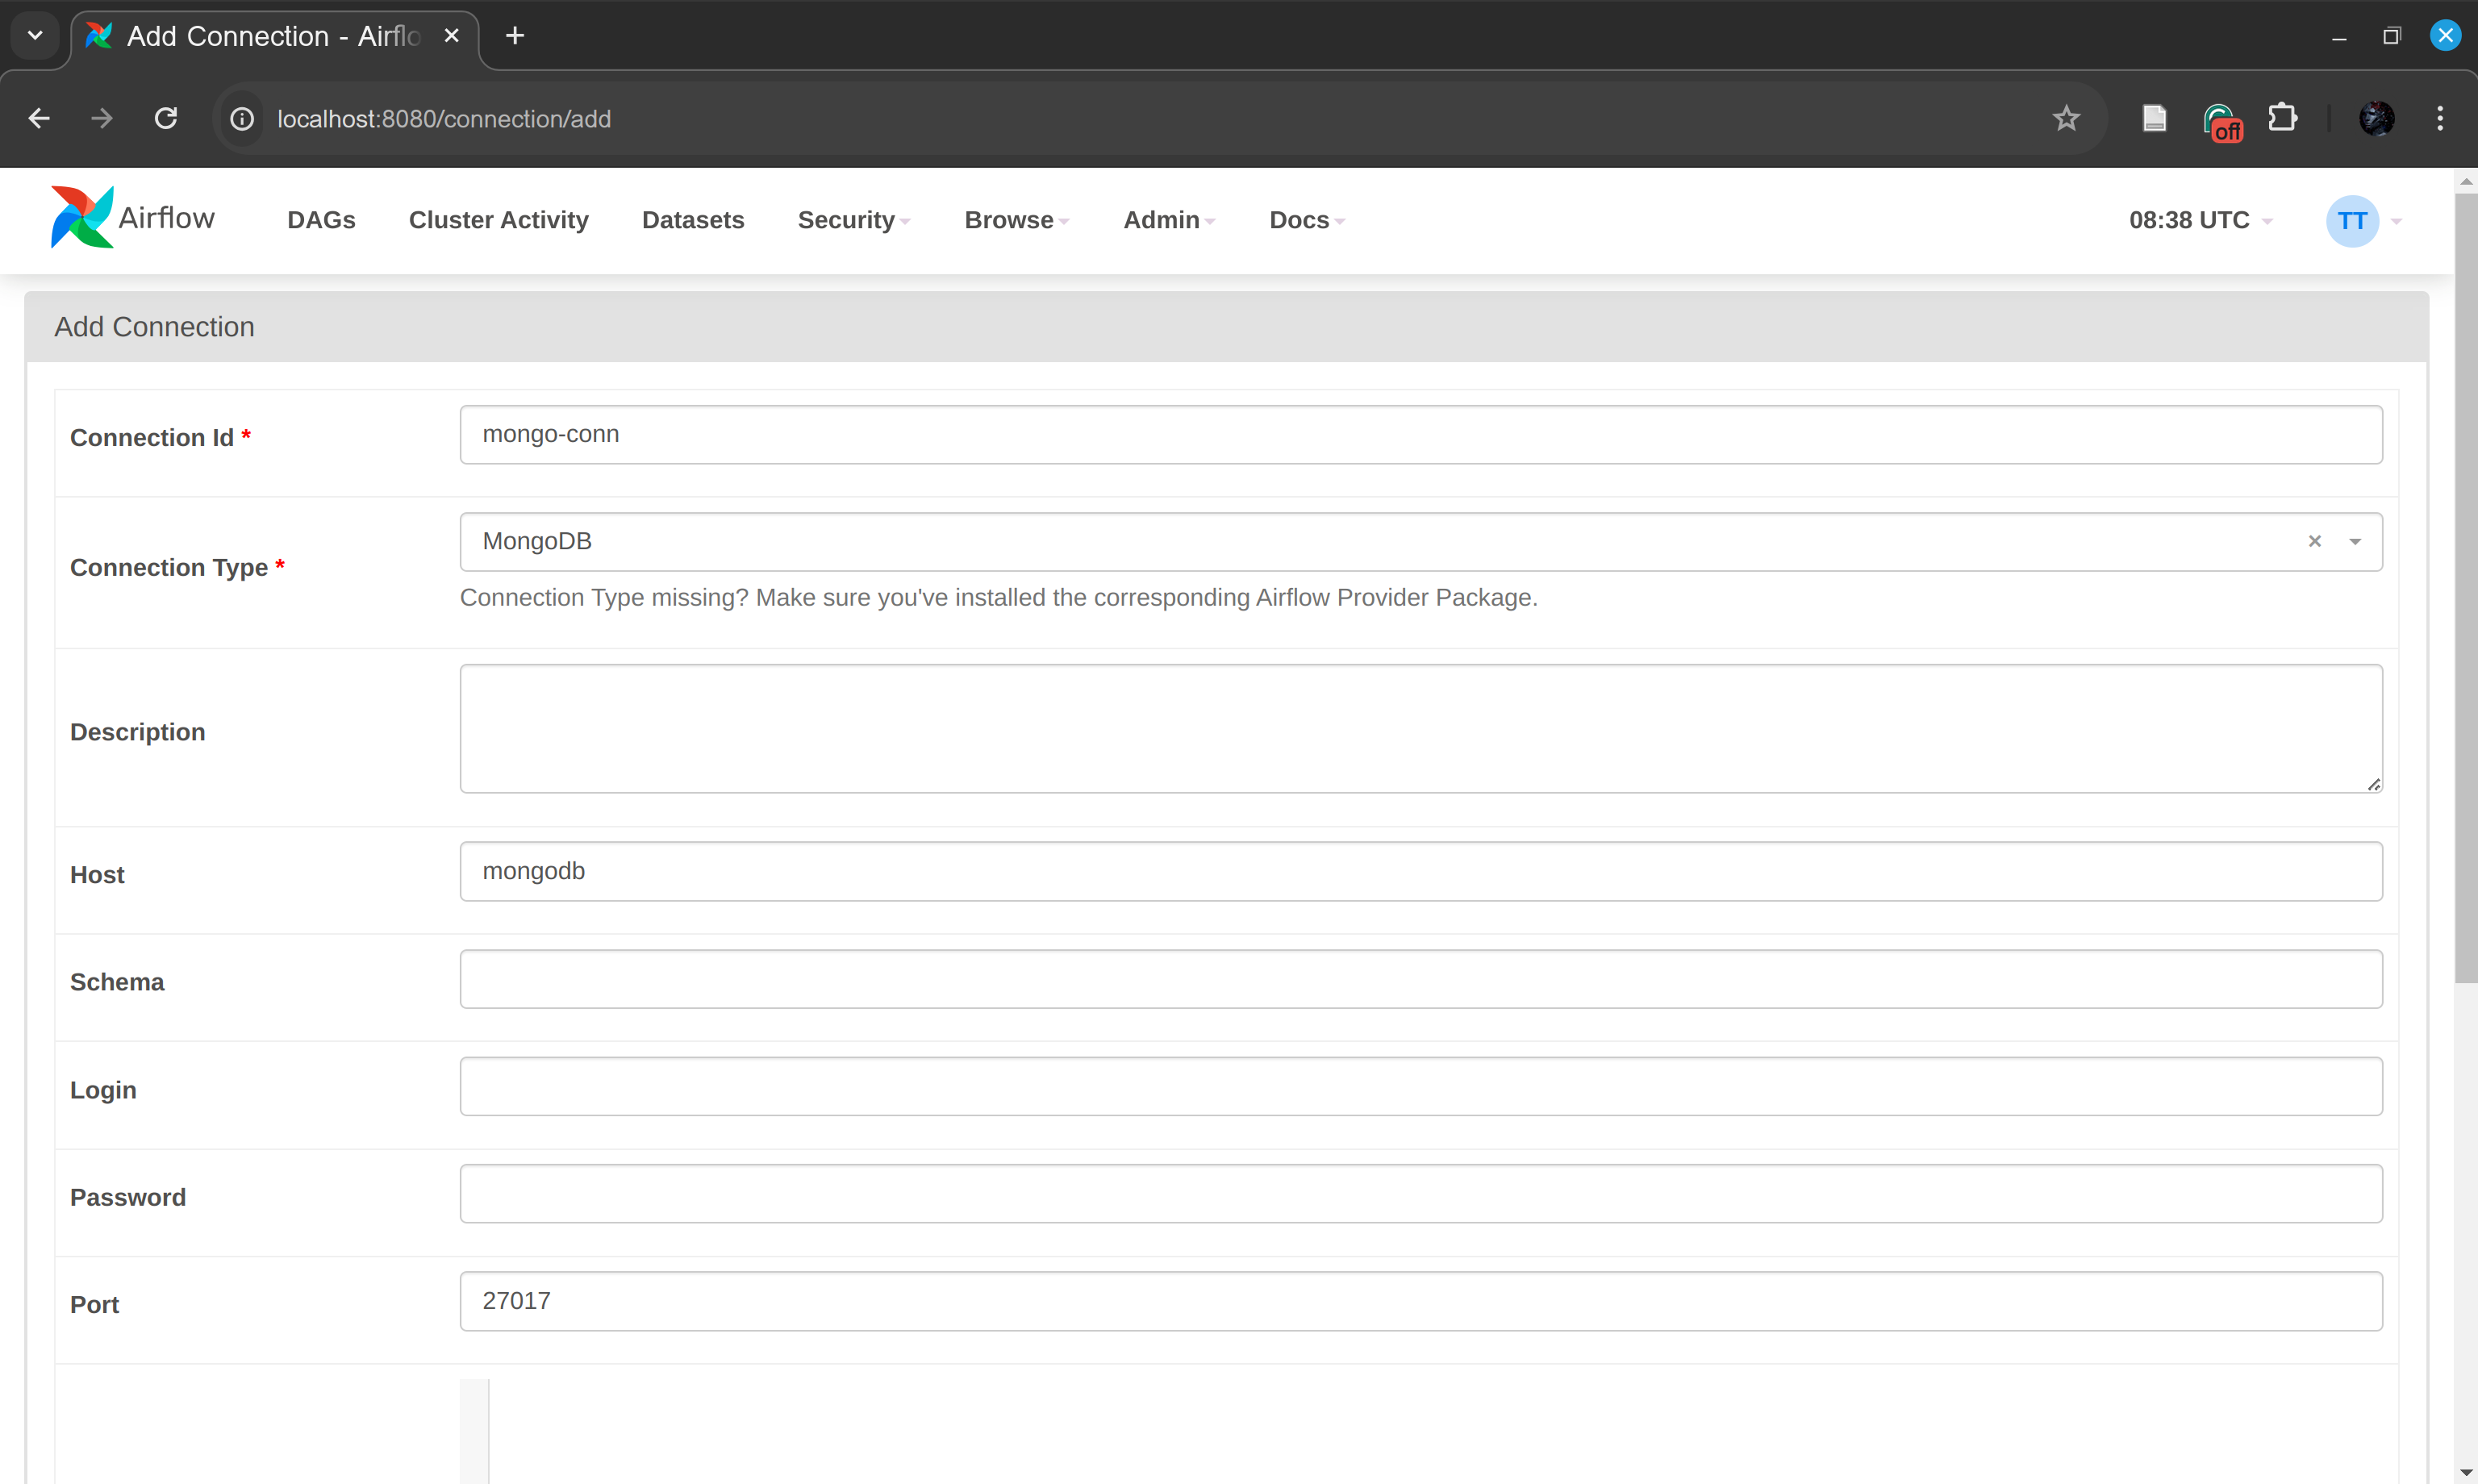 Add Connection - Airflo
localhost:8080/connection/add
off
Airflow
DAGs
Cluster Activity
Datasets
Security
Browse
Admin
Docs
08:38 UTC
TT
Add Connection
Connection Id *
mongo-conn
Connection Type *
MongoDB
Connection Type missing? Make sure you've installed the corresponding Airflow Provider Package.
Description
Host
mongodb
Schema
Login
Password
Port
27017